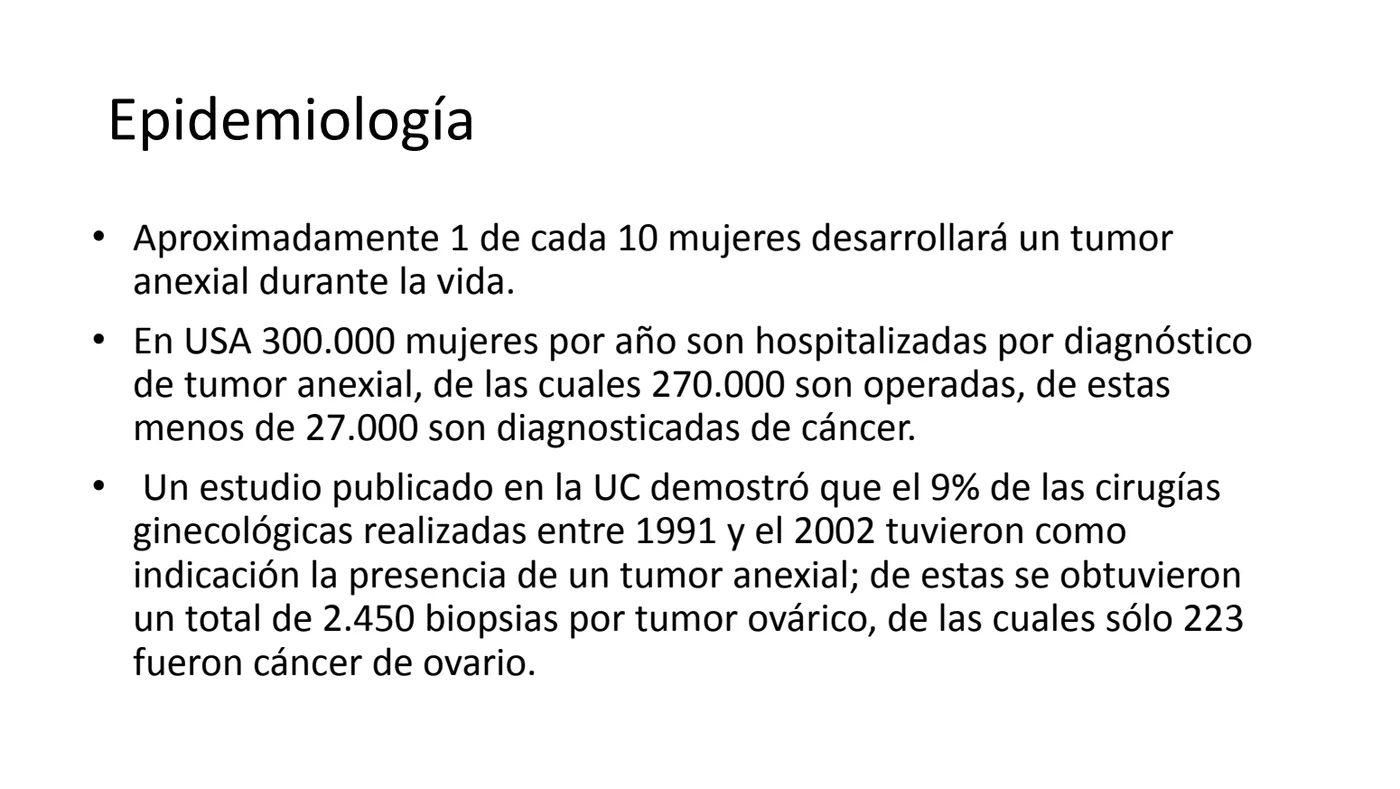 Epidemiología
• Aproximadamente 1 de cada 10 mujeres desarrollará un tumor
anexial durante la vida.
• En USA 300.000 mujeres por año son hospitalizadas por diagnóstico
de tumor anexial, de las cuales 270.000 son operadas, de estas
menos de 27.000 son diagnosticadas de cáncer.
• Un estudio publicado en la UC demostró que el 9% de las cirugías
ginecológicas realizadas entre 1991 y el 2002 tuvieron como
indicación la presencia de un tumor anexial; de estas se obtuvieron
un total de 2.450 biopsias por tumor ovárico, de las cuales sólo 223
fueron cáncer de ovario.